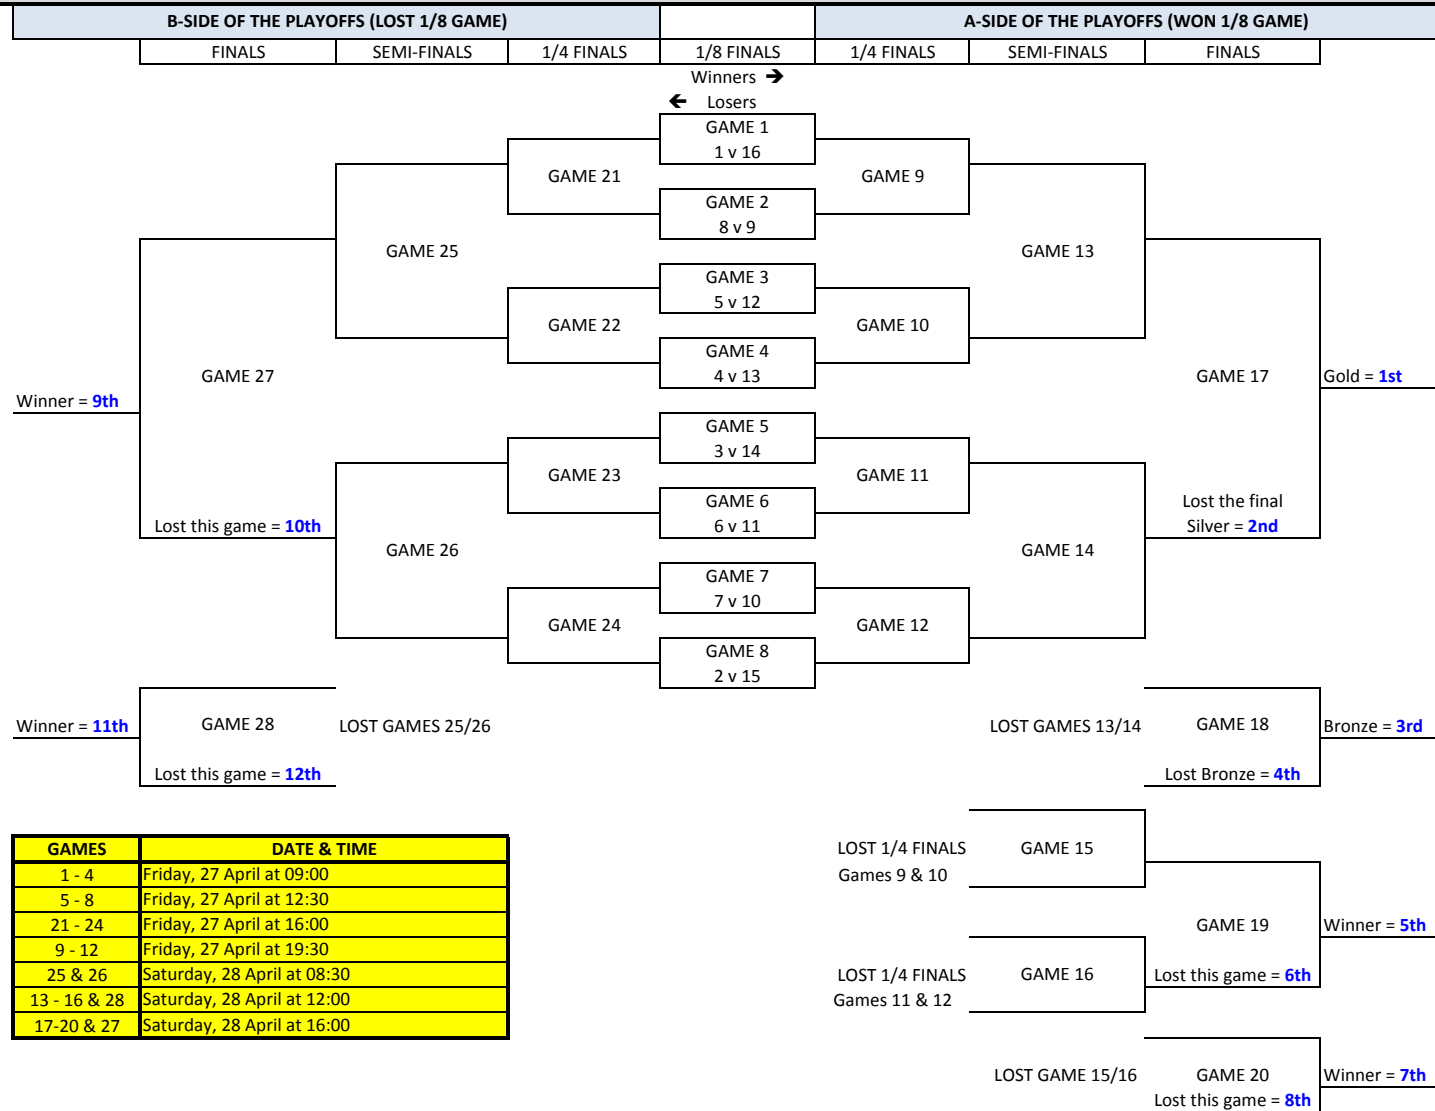 B-SIDE OF THE PLAYOFFS (LOST 1/8 GAME)
A-SIDE OF THE PLAYOFFS (WON 1/8 GAME)
FINALS SEMI-FINALS 1/4 FINALS 1/8 FINALS 1/4 FINALS SEMI-FINALS FINALS
Winners ➔
🡰 Losers
GAME 1
1 v 16
GAME 21
GAME 9
GAME 2
8 v 9
GAME 25
GAME 13
GAME 3
5 v 12
GAME 22
GAME 10
GAME 4
4 v 13
GAME 27
GAME 17
Gold = 1st
Winner = 9th
GAME 5
3 v 14
GAME 23
GAME 11
GAME 6
6 v 11
Lost the final
Silver = 2nd
Lost this game = 10th
GAME 26
GAME 14
GAME 7
7 v 10
GAME 24
GAME 12
GAME 8
2 v 15
Winner = 11th
GAME 28
LOST GAMES 25/26
LOST GAMES 13/14
GAME 18
Bronze = 3rd
Lost this game = 12th
Lost Bronze = 4th
GAMES DATE & TIME
1 - 4 Friday, 27 April at 09:00
5 - 8 Friday, 27 April at 12:30
21 - 24 Friday, 27 April at 16:00
9 - 12 Friday, 27 April at 19:30
25 & 26 Saturday, 28 April at 08:30
13 - 16 & 28 Saturday, 28 April at 12:00
17-20 & 27 Saturday, 28 April at 16:00
LOST 1/4 FINALS
Games 9 & 10
GAME 15
GAME 19
Winner = 5th
LOST 1/4 FINALS
Games 11 & 12
GAME 16
Lost this game = 6th
LOST GAME 15/16
GAME 20
Winner = 7th
Lost this game = 8th